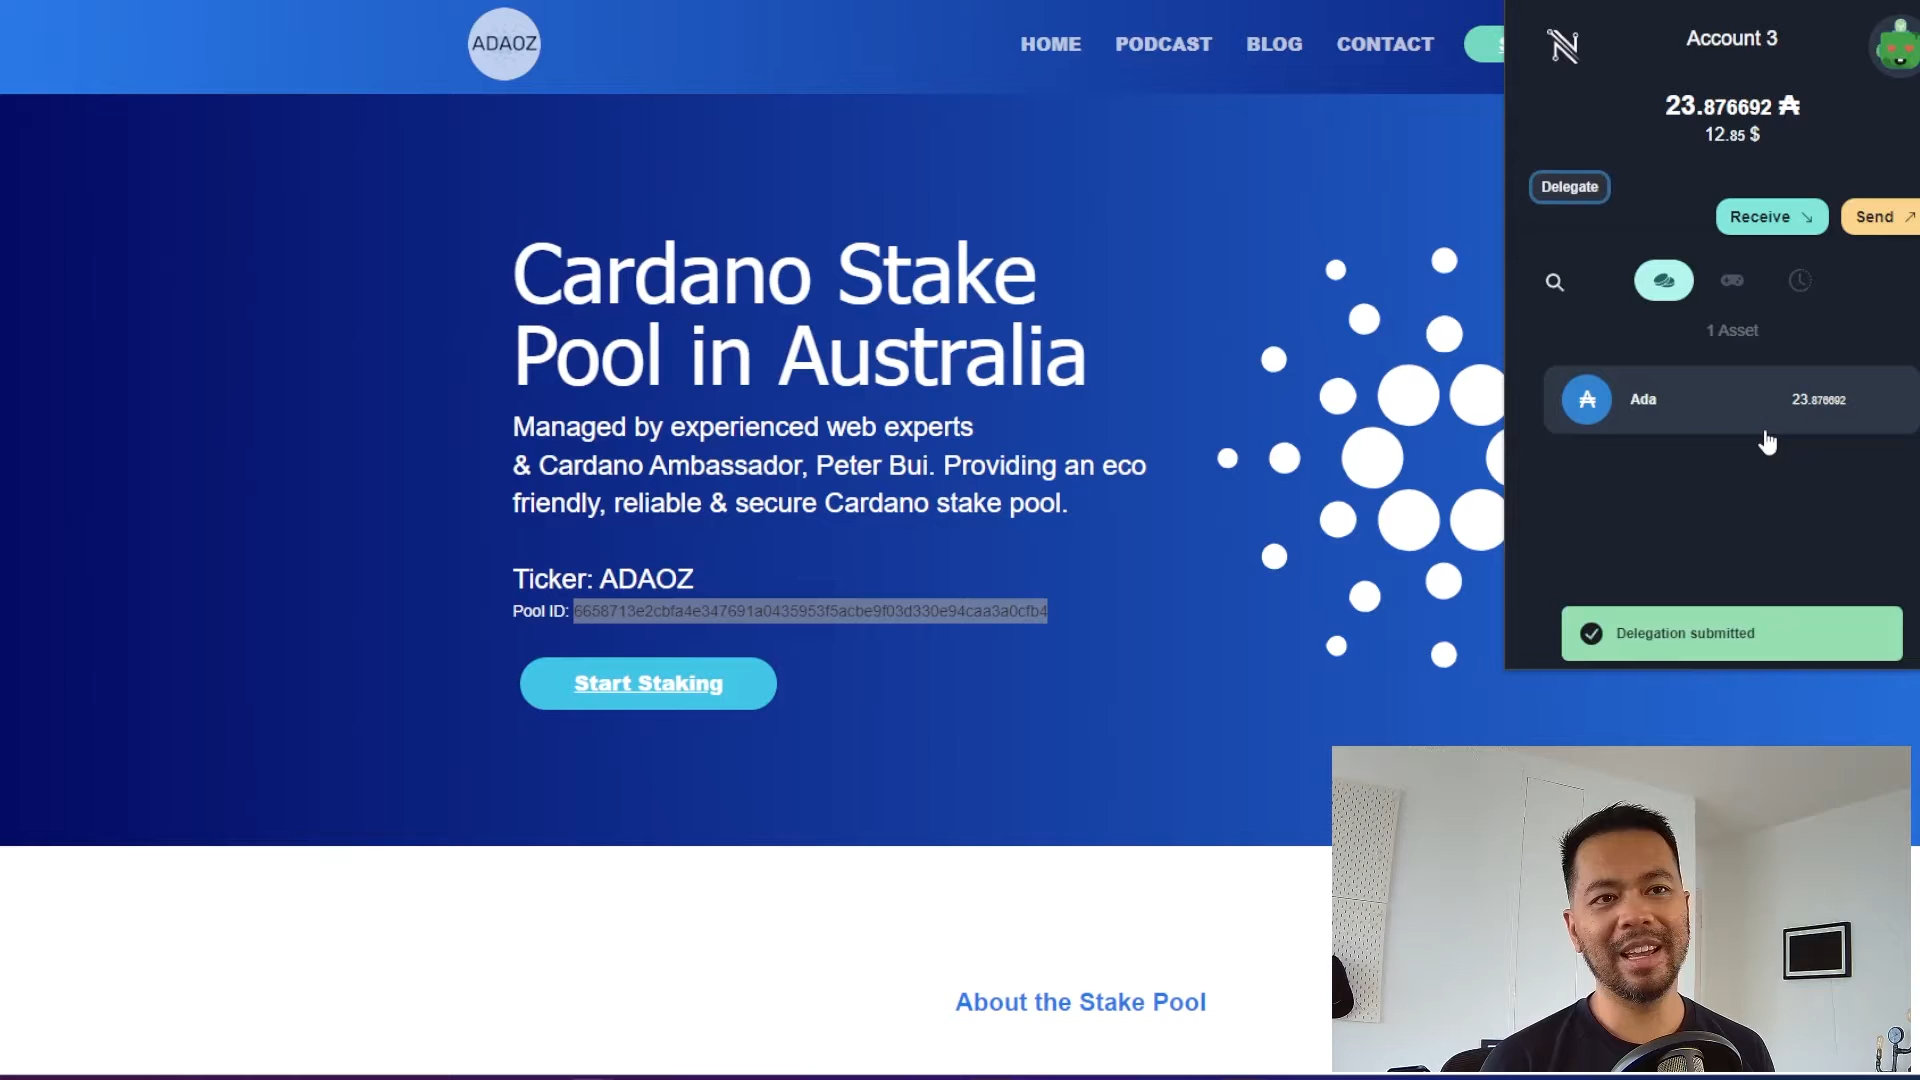 ADAOZ
HOME PODCAST BLOG CONTACT
Cardano Stake
Pool in Australia
Managed by experienced web experts
& Cardano Ambassador, Peter Bui. Providing an eco
friendly, reliable & secure Cardano stake pool.
Ticker: ADAOZ
Pool ID: 6658713e2cbfa4e347691a0435953f5acbe9f03d330e94caa3a0cfb4
Start Staking
About the Stake Pool
Account 3
23.876692 ₳
12.85 $
Delegate
Receive
Send
1 Asset
₳ Ada 23.876692
Delegation submitted